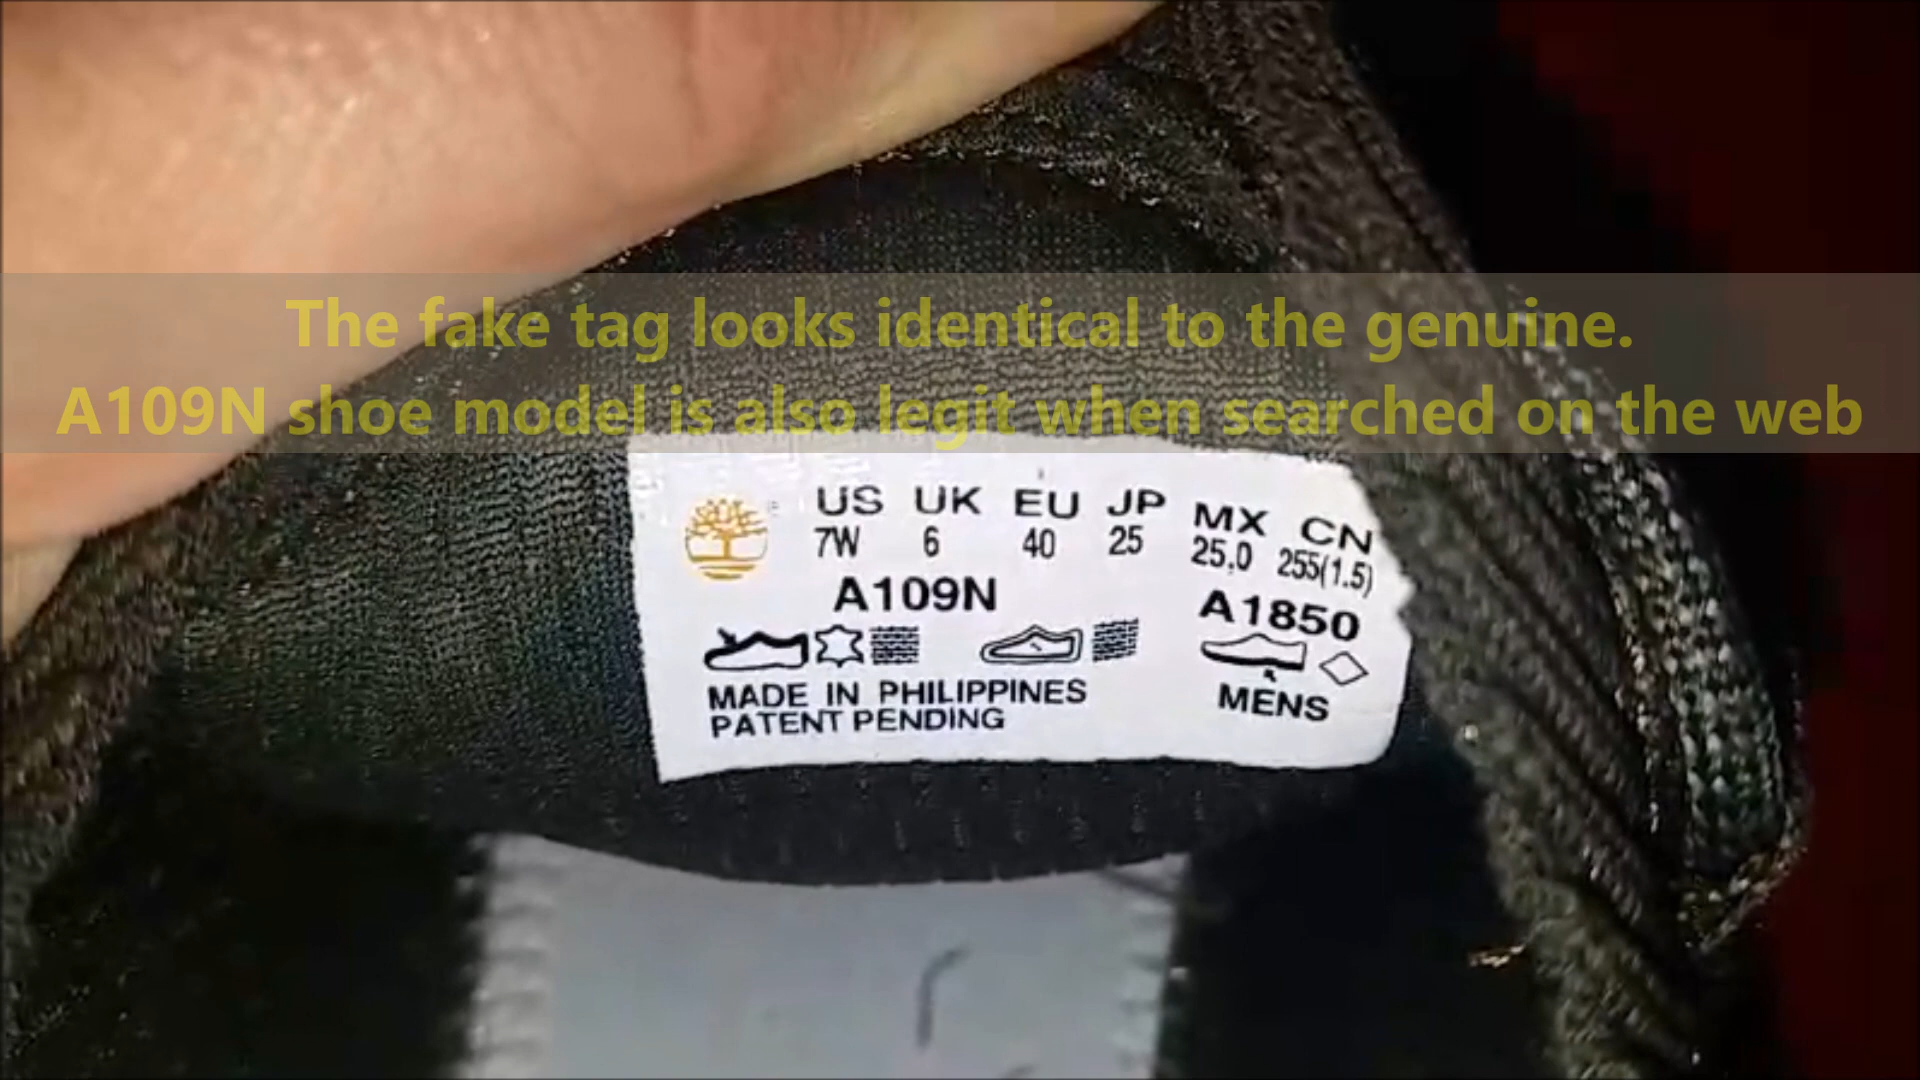 The fake tag looks identical to the genuine.
A109N shoe model is also legit when searched on the web
US UK EU JP MX CN
7W 6 40 25 25,0 255(1.5)
A109N A1850
MADE IN PHILIPPINES
PATENT PENDING
MENS